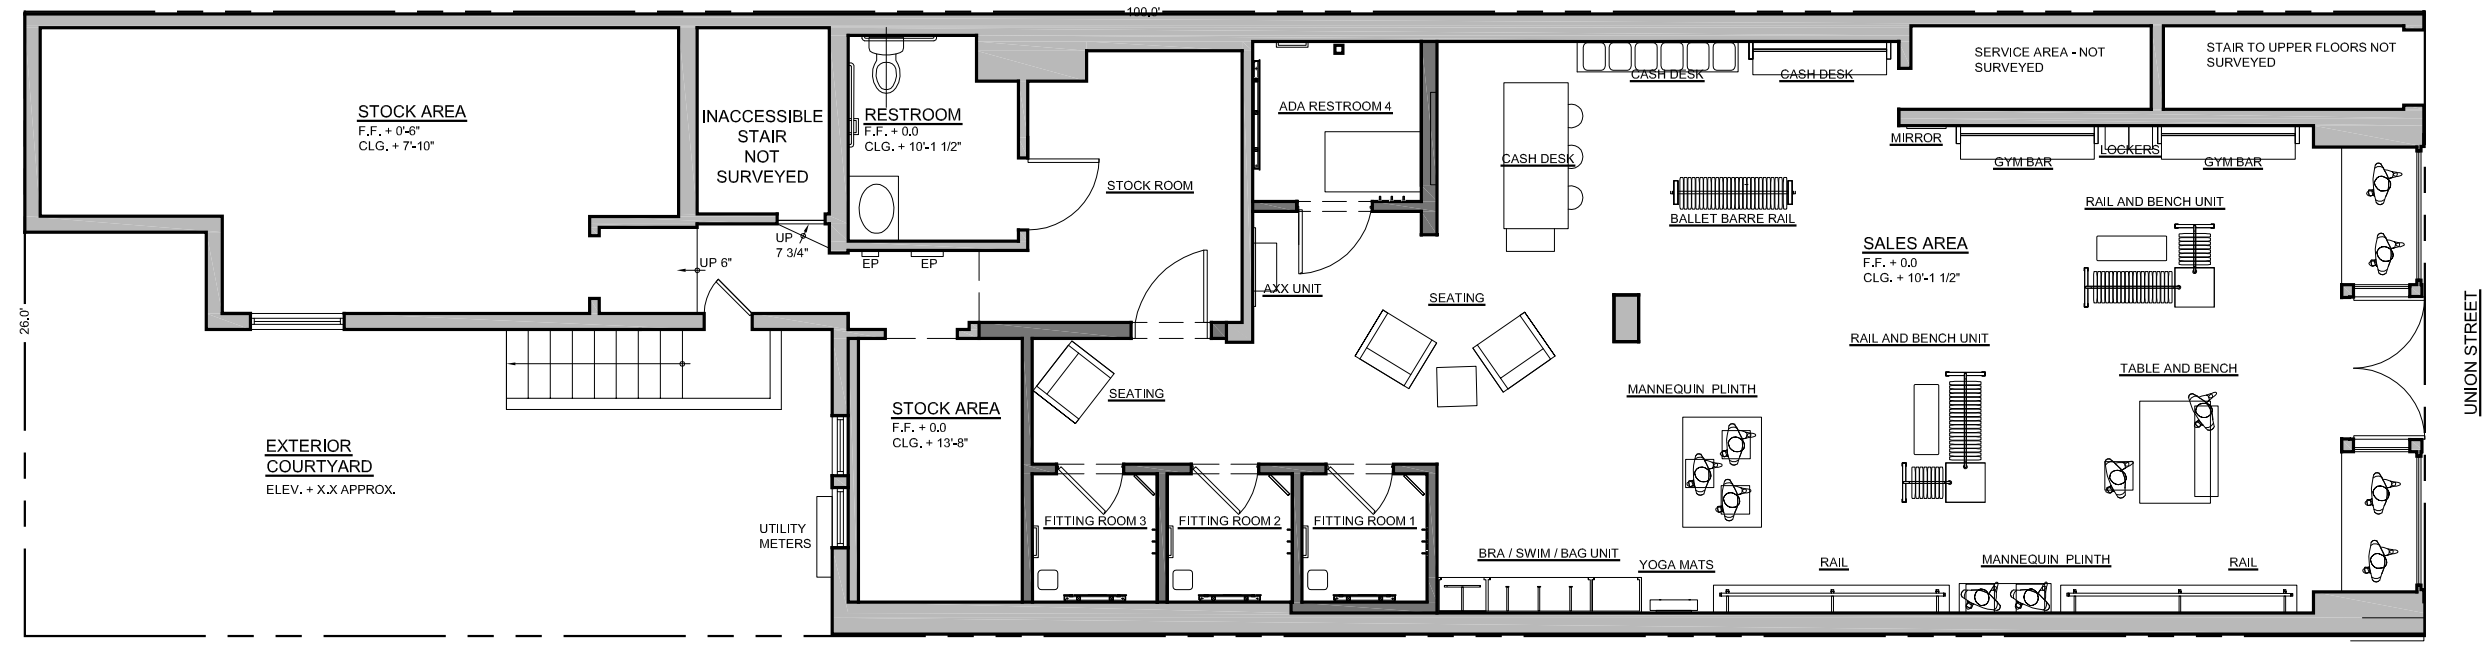 100.0'
STOCK AREA
F.F. + 0'-6"
CLG. + 7'-10"
INACCESSIBLE
STAIR
NOT
SURVEYED
RESTROOM
F.F. + 0.0
CLG. + 10'-1 1/2"
STOCK ROOM
ADA RESTROOM 4
CASH DESK
CASH DESK
CASH DESK
SERVICE AREA - NOT
SURVEYED
STAIR TO UPPER FLOORS NOT
SURVEYED
MIRROR
GYM BAR
LOCKERS
GYM BAR
BALLET BARRE RAIL
RAIL AND BENCH UNIT
SALES AREA
F.F. + 0.0
CLG. + 10'-1 1/2"
UP
7 3/4"
UP 6"
EP
EP
AXX UNIT
SEATING
26.0'
UNION STREET
RAIL AND BENCH UNIT
TABLE AND BENCH
MANNEQUIN PLINTH
SEATING
STOCK AREA
F.F. + 0.0
CLG. + 13'-8"
EXTERIOR
COURTYARD
ELEV. + X.X APPROX.
UTILITY
METERS
FITTING ROOM 3
FITTING ROOM 2
FITTING ROOM 1
BRA / SWIM / BAG UNIT
YOGA MATS
RAIL
MANNEQUIN PLINTH
RAIL